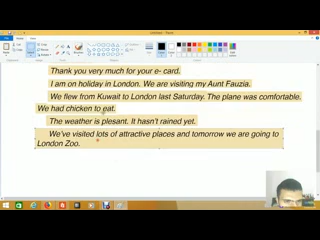 Thank you very much for your e- card.
I am on holiday in London. We are visiting my Aunt Fauzia.
We flew from Kuwait to London last Saturday. The plane was comfortable.
We had chicken to eat.
The weather is plesant. It hasn't rained yet.
We've visited lots of attractive places and tomorrow we are going to
London Zoo.